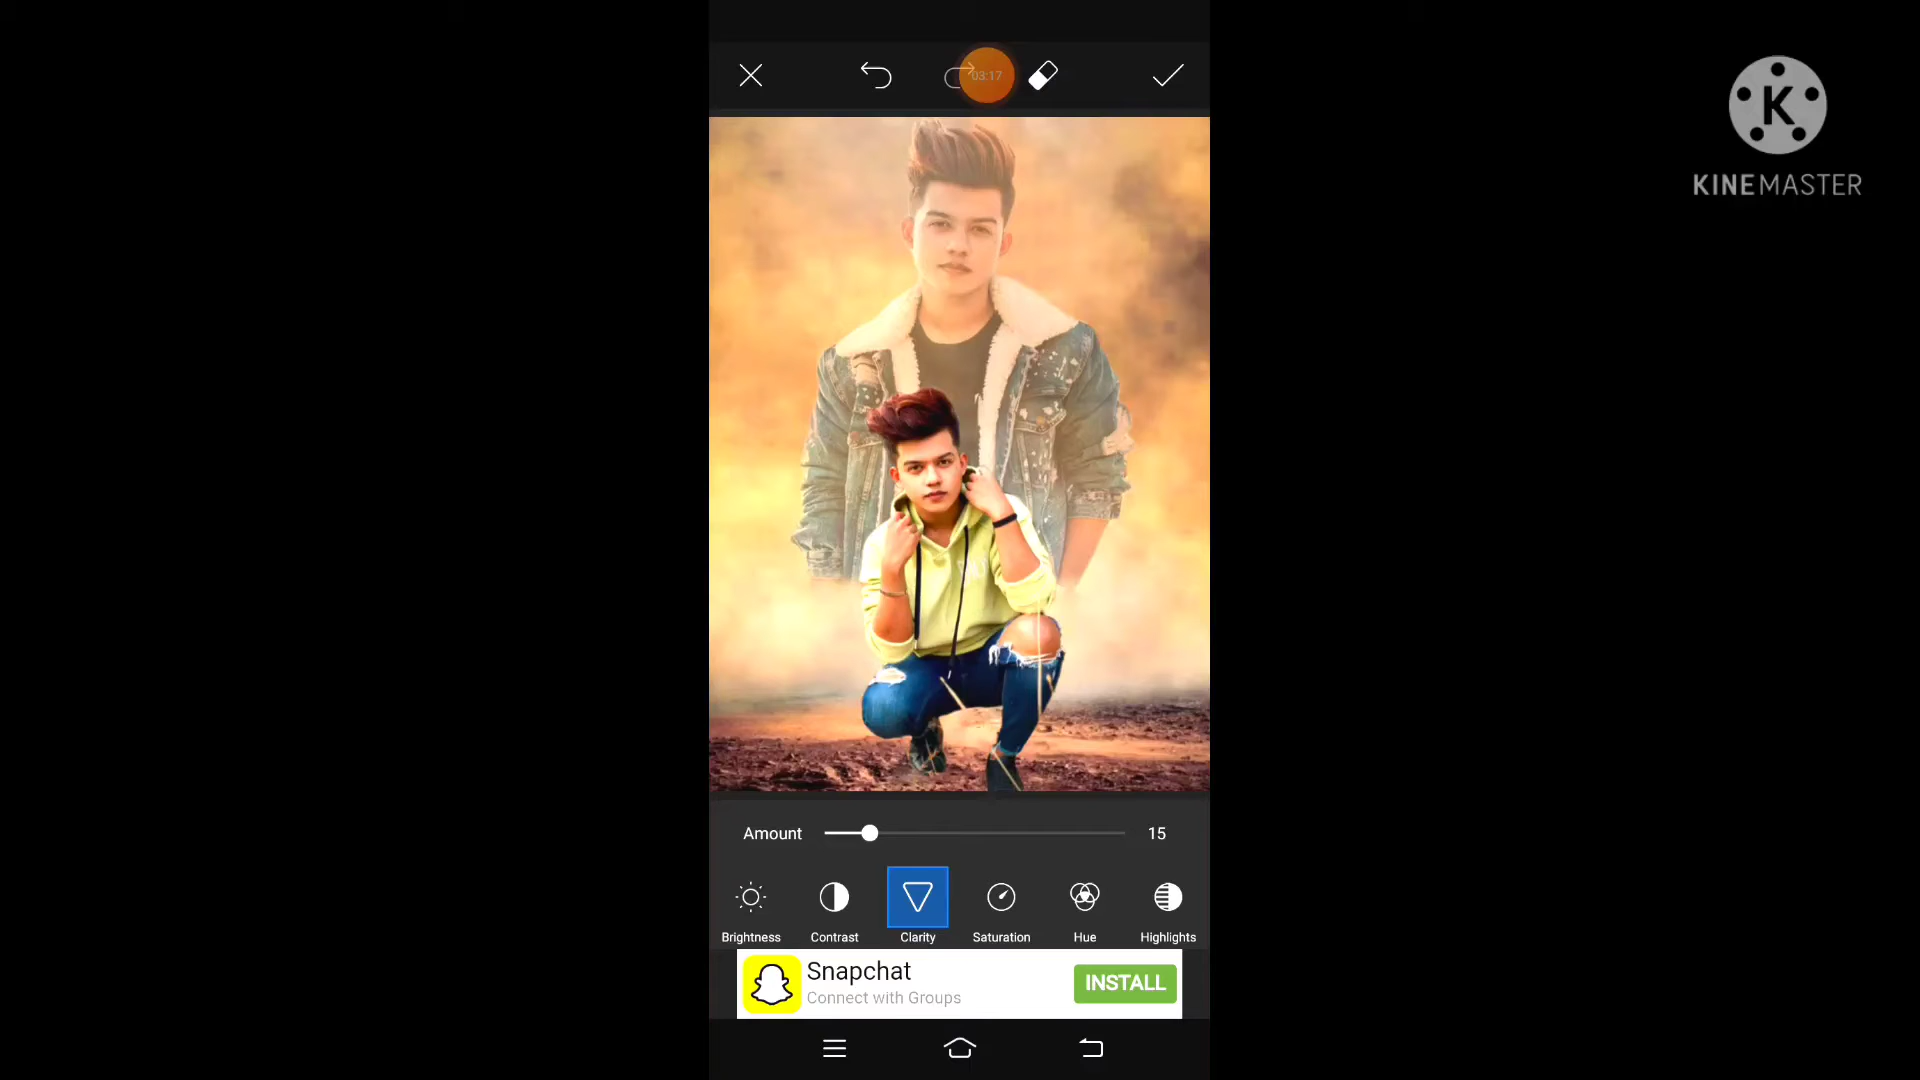 03:17
K
KINEMASTER
Amount 15
Brightness Contrast Clarity Saturation Hue Highlights
Snapchat
Connect with Groups
INSTALL